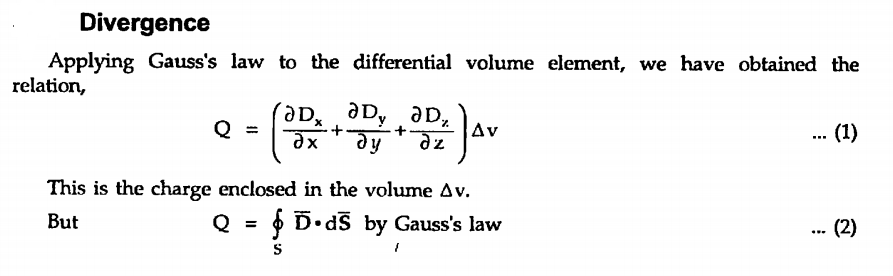 Divergence
Applying Gauss's law to the differential volume element, we have obtained the
relation,
Q = (∂Dx/∂x + ∂Dy/∂y + ∂Dz/∂z) Δv ... (1)
This is the charge enclosed in the volume Δv.
But Q = ∮S D̅•dS̅ by Gauss's law ... (2)